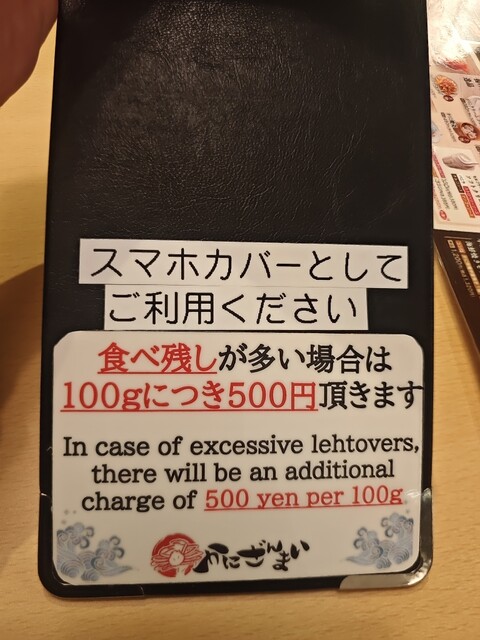 スマホカバーとして
ご利用ください
食べ残しが多い場合は
100gにつき500円頂きます
In case of excessive lehtovers,
there will be an additional
charge of 500 yen per 100g
かにざんまい